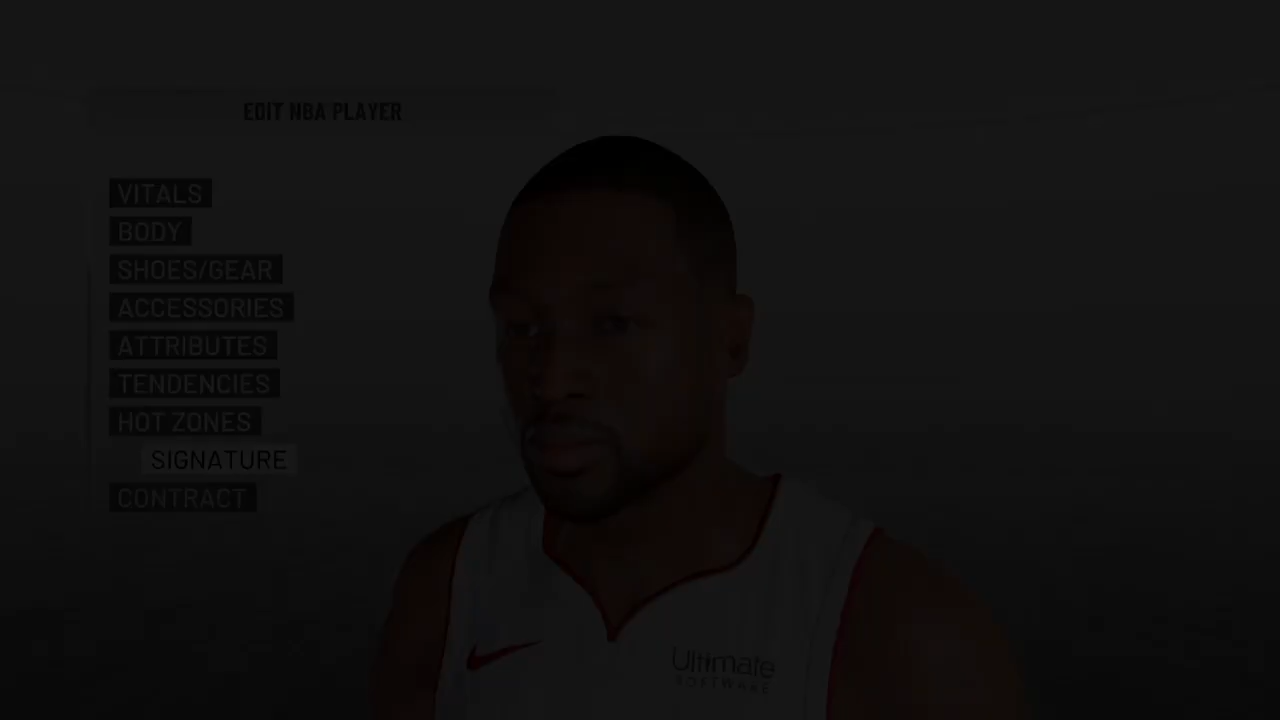 EDIT NBA PLAYER
VITALS
BODY
SHOES/GEAR
ACCESSORIES
ATTRIBUTES
TENDENCIES
HOT ZONES
SIGNATURE
CONTRACT
Ultimate
SOFTWARE